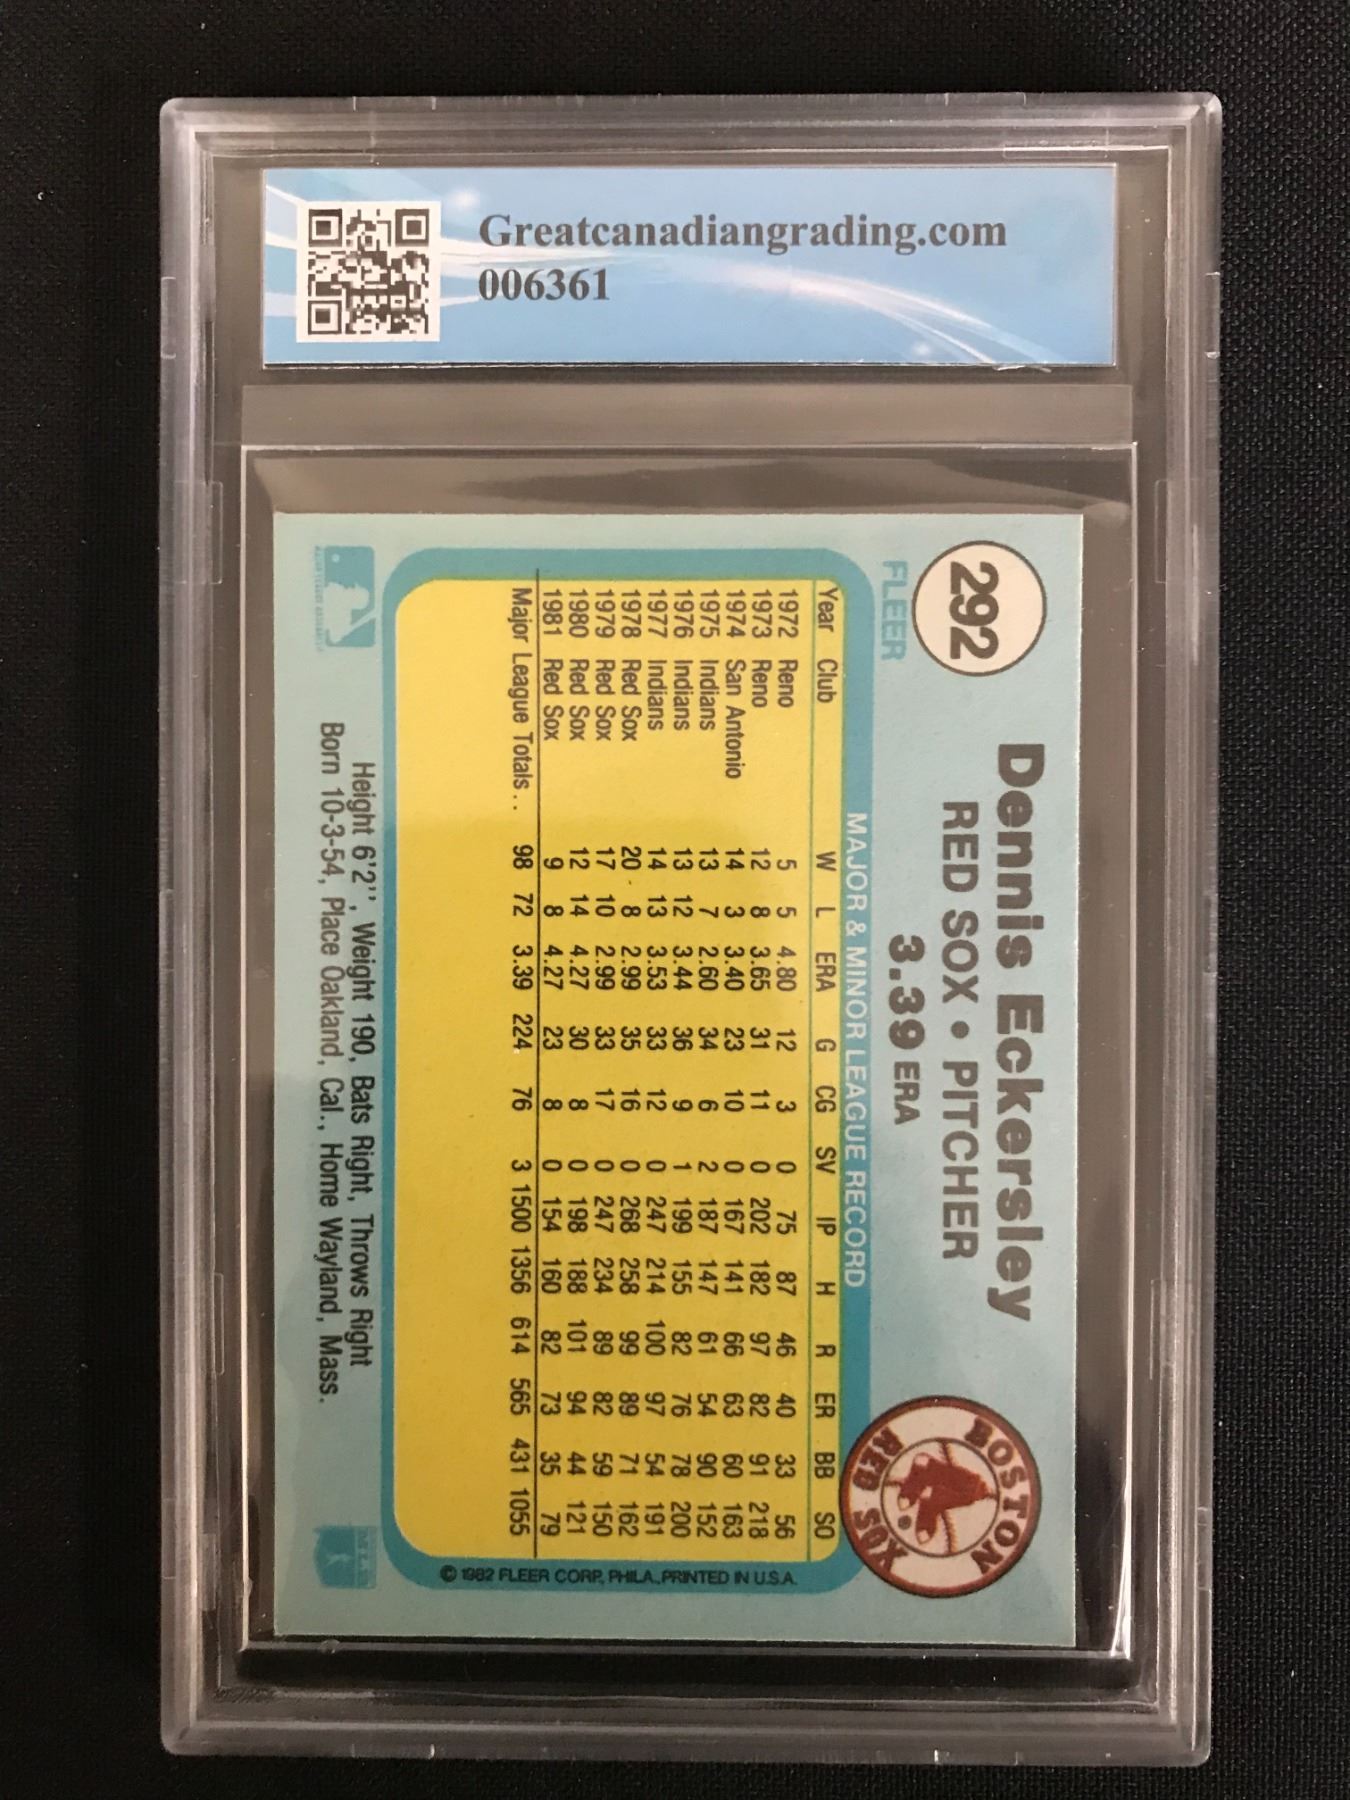 Greatcanadiangrading.com
006361
292
FLEER
Dennis Eckersley
RED SOX • PITCHER
3.39 ERA
BOSTON RED SOX
MAJOR & MINOR LEAGUE RECORD
Year Club W L ERA G CG SV IP H R ER BB SO
1972 Reno 5 5 4.80 12 3 0 75 87 46 40 33 56
1973 Reno 12 8 3.65 31 11 0 202 182 97 82 91 218
1974 San Antonio 14 3 3.40 23 10 0 167 141 66 63 60 163
1975 Indians 13 7 2.60 34 6 2 187 147 61 54 90 152
1976 Indians 13 12 3.44 36 9 1 199 155 82 76 78 200
1977 Indians 14 13 3.53 33 12 0 247 214 100 97 54 191
1978 Red Sox 20 8 2.99 35 16 0 268 258 99 89 71 162
1979 Red Sox 17 10 2.99 33 17 0 247 234 89 82 59 150
1980 Red Sox 12 14 4.27 30 8 0 198 188 101 94 44 121
1981 Red Sox 9 8 4.27 23 8 0 154 160 82 73 35 79
Major League Totals.. 98 72 3.39 224 76 3 1500 1356 614 565 431 1055
© 1982 FLEER CORP., PHILA., PRINTED IN U.S.A.
Height 6'2'', Weight 190, Bats Right, Throws Right
Born 10-3-54, Place Oakland, Cal., Home Wayland, Mass.